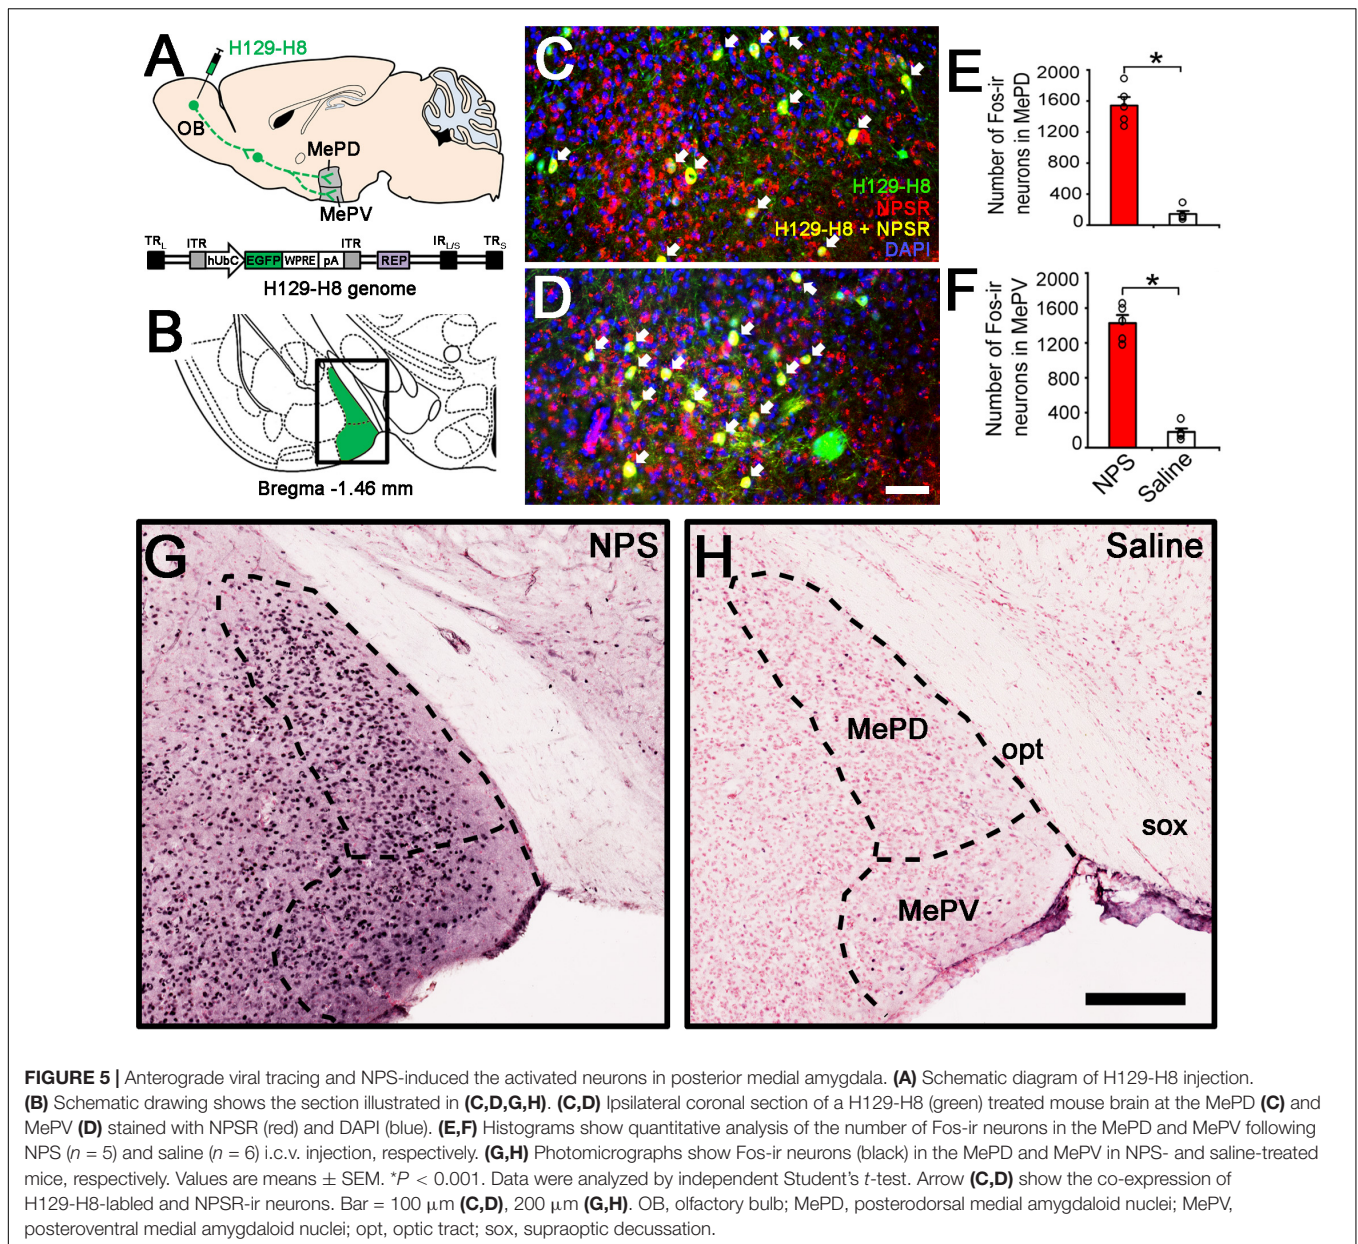 A
H129-H8
OB
MePD
MePV
TRL ITR ITR IRL/S TRS
hUbC EGFP WPRE pA REP
H129-H8 genome
B
Bregma -1.46 mm
C
H129-H8
NPSR
H129-H8 + NPSR
DAPI
D
E
Number of Fos-ir
neurons in MePD
2000
1600
1200
800
400
0
*
F
Number of Fos-ir
neurons in MePV
2000
1600
1200
800
400
0
*
NPS
Saline
G
NPS
H
Saline
MePD
opt
sox
MePV
FIGURE 5 | Anterograde viral tracing and NPS-induced the activated neurons in posterior medial amygdala. (A) Schematic diagram of H129-H8 injection.
(B) Schematic drawing shows the section illustrated in (C,D,G,H). (C,D) Ipsilateral coronal section of a H129-H8 (green) treated mouse brain at the MePD (C) and
MePV (D) stained with NPSR (red) and DAPI (blue). (E,F) Histograms show quantitative analysis of the number of Fos-ir neurons in the MePD and MePV following
NPS (n = 5) and saline (n = 6) i.c.v. injection, respectively. (G,H) Photomicrographs show Fos-ir neurons (black) in the MePD and MePV in NPS- and saline-treated
mice, respectively. Values are means ± SEM. *P < 0.001. Data were analyzed by independent Student's t-test. Arrow (C,D) show the co-expression of
H129-H8-labled and NPSR-ir neurons. Bar = 100 μm (C,D), 200 μm (G,H). OB, olfactory bulb; MePD, posterodorsal medial amygdaloid nuclei; MePV,
posteroventral medial amygdaloid nuclei; opt, optic tract; sox, supraoptic decussation.